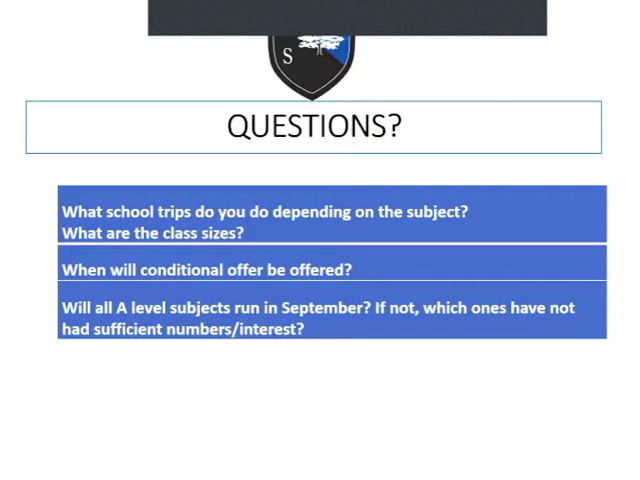 S
QUESTIONS?
What school trips do you do depending on the subject?
What are the class sizes?
When will conditional offer be offered?
Will all A level subjects run in September? If not, which ones have not
had sufficient numbers/interest?